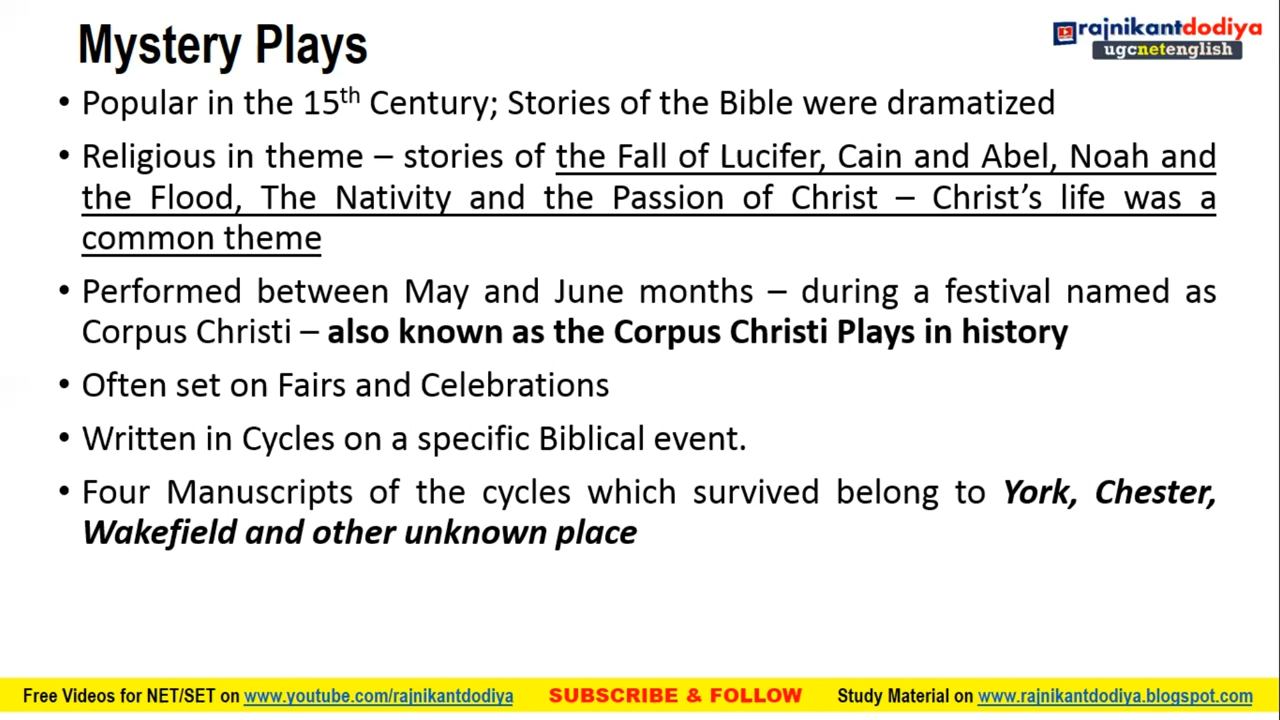 Mystery Plays
rajnikantdodiya
ugcnetenglish
• Popular in the 15th Century; Stories of the Bible were dramatized
• Religious in theme – stories of the Fall of Lucifer, Cain and Abel, Noah and
the Flood, The Nativity and the Passion of Christ – Christ’s life was a
common theme
• Performed between May and June months – during a festival named as
Corpus Christi – also known as the Corpus Christi Plays in history
• Often set on Fairs and Celebrations
• Written in Cycles on a specific Biblical event.
• Four Manuscripts of the cycles which survived belong to York, Chester,
Wakefield and other unknown place
Free Videos for NET/SET on www.youtube.com/rajnikantdodiya SUBSCRIBE & FOLLOW Study Material on www.rajnikantdodiya.blogspot.com